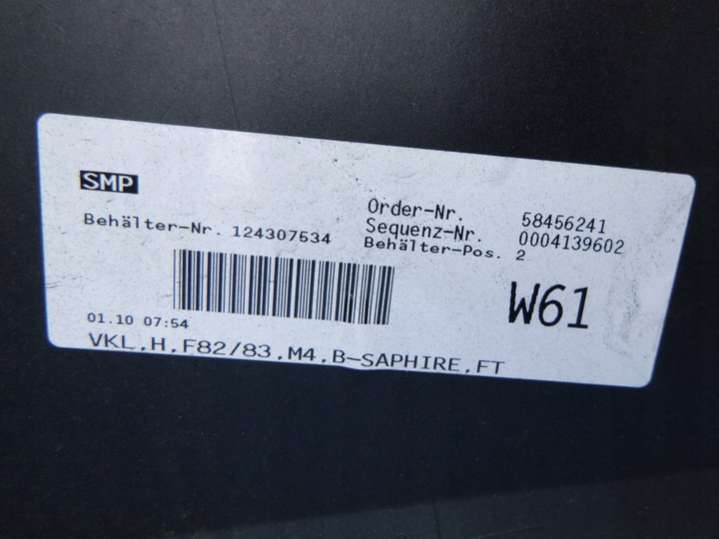 SMP
Order-Nr. 58456241
Sequenz-Nr. 0004139602
Behälter-Nr. 124307534
Behälter-Pos. 2
W61
01.10 07:54
VKL,H,F82/83,M4,B-SAPHIRE,FT